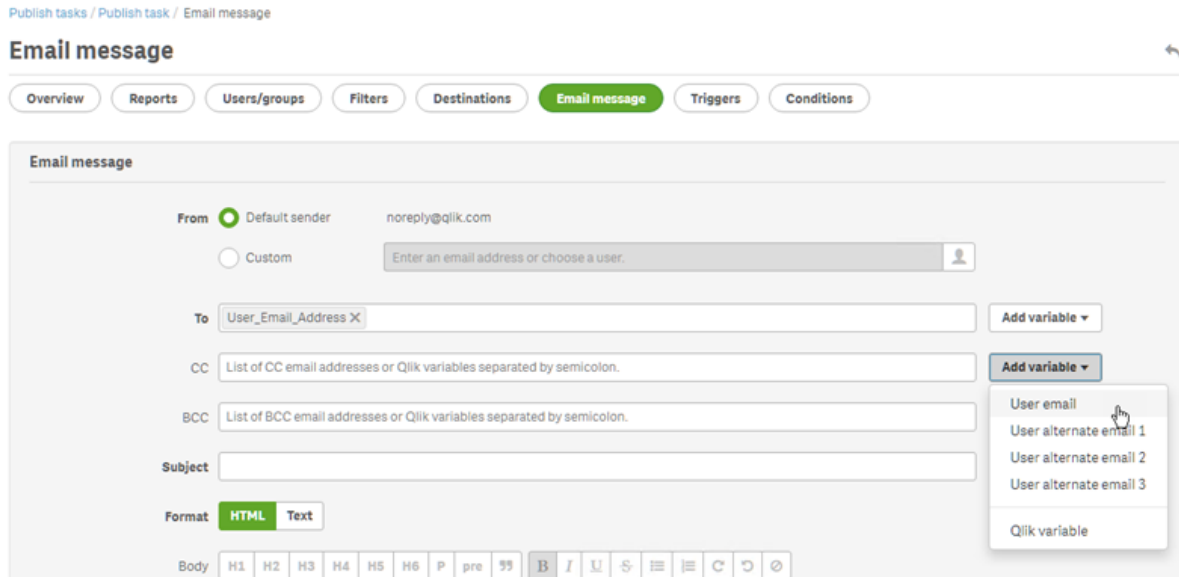 Publish tasks / Publish task / Email message
Email message
Overview Reports Users/groups Filters Destinations Email message Triggers Conditions
Email message
From Default sender noreply@qlik.com
Custom Enter an email address or choose a user.
To User_Email_Address Add variable
CC List of CC email addresses or Qlik variables separated by semicolon. Add variable
User email
BCC List of BCC email addresses or Qlik variables separated by semicolon.
User alternate email 1
User alternate email 2
Subject
User alternate email 3
Format HTML Text
Qlik variable
Body H1 H2 H3 H4 H5 H6 P pre ” B I U S